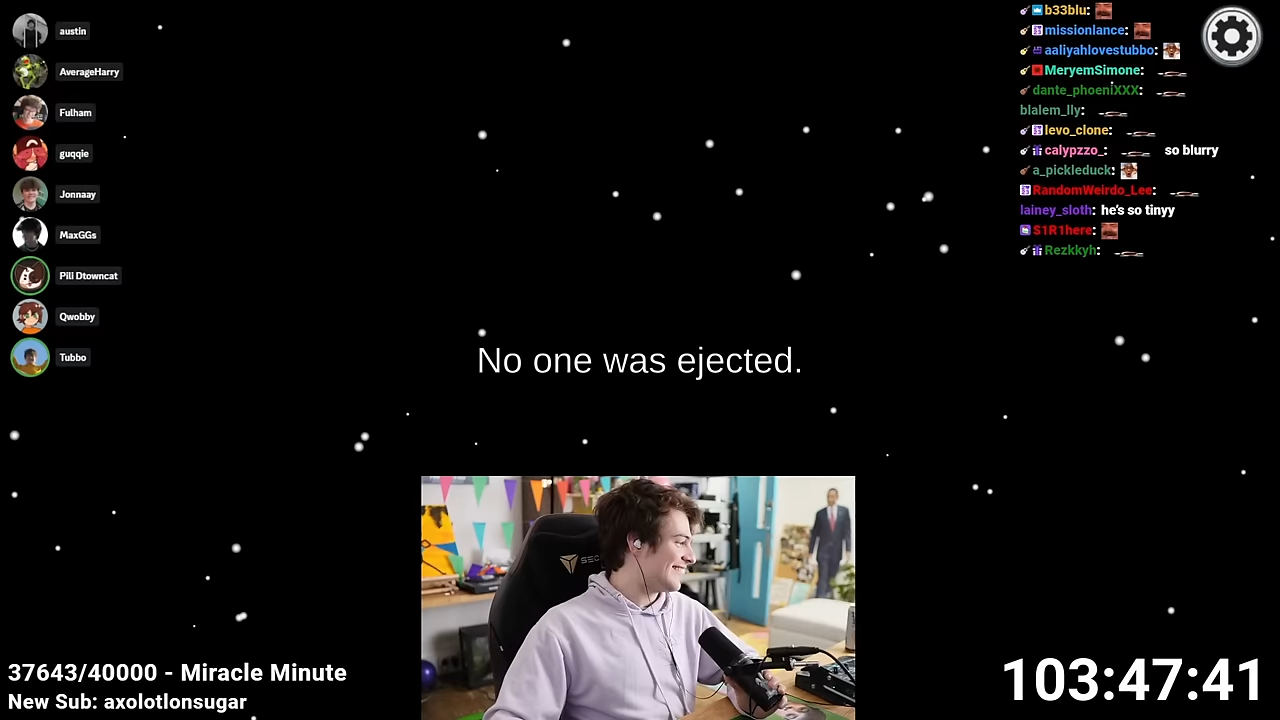 austin
AverageHarry
Fulham
guqqie
Jonnaay
MaxGGs
Pili Dtowncat
Qwobby
Tubbo
b33blu:
missionlance:
aaliyahlovestubbo:
MeryemSimone:
dante_phoeniXXX:
blalem_lly:
levo_clone:
calypzzo_: so blurry
a_pickleduck:
RandomWeirdo_Lee:
lainey_sloth: he's so tinyy
S1R1here:
Rezkkyh:
No one was ejected.
SEC
37643/40000 - Miracle Minute
New Sub: axolotlonsugar
103:47:41